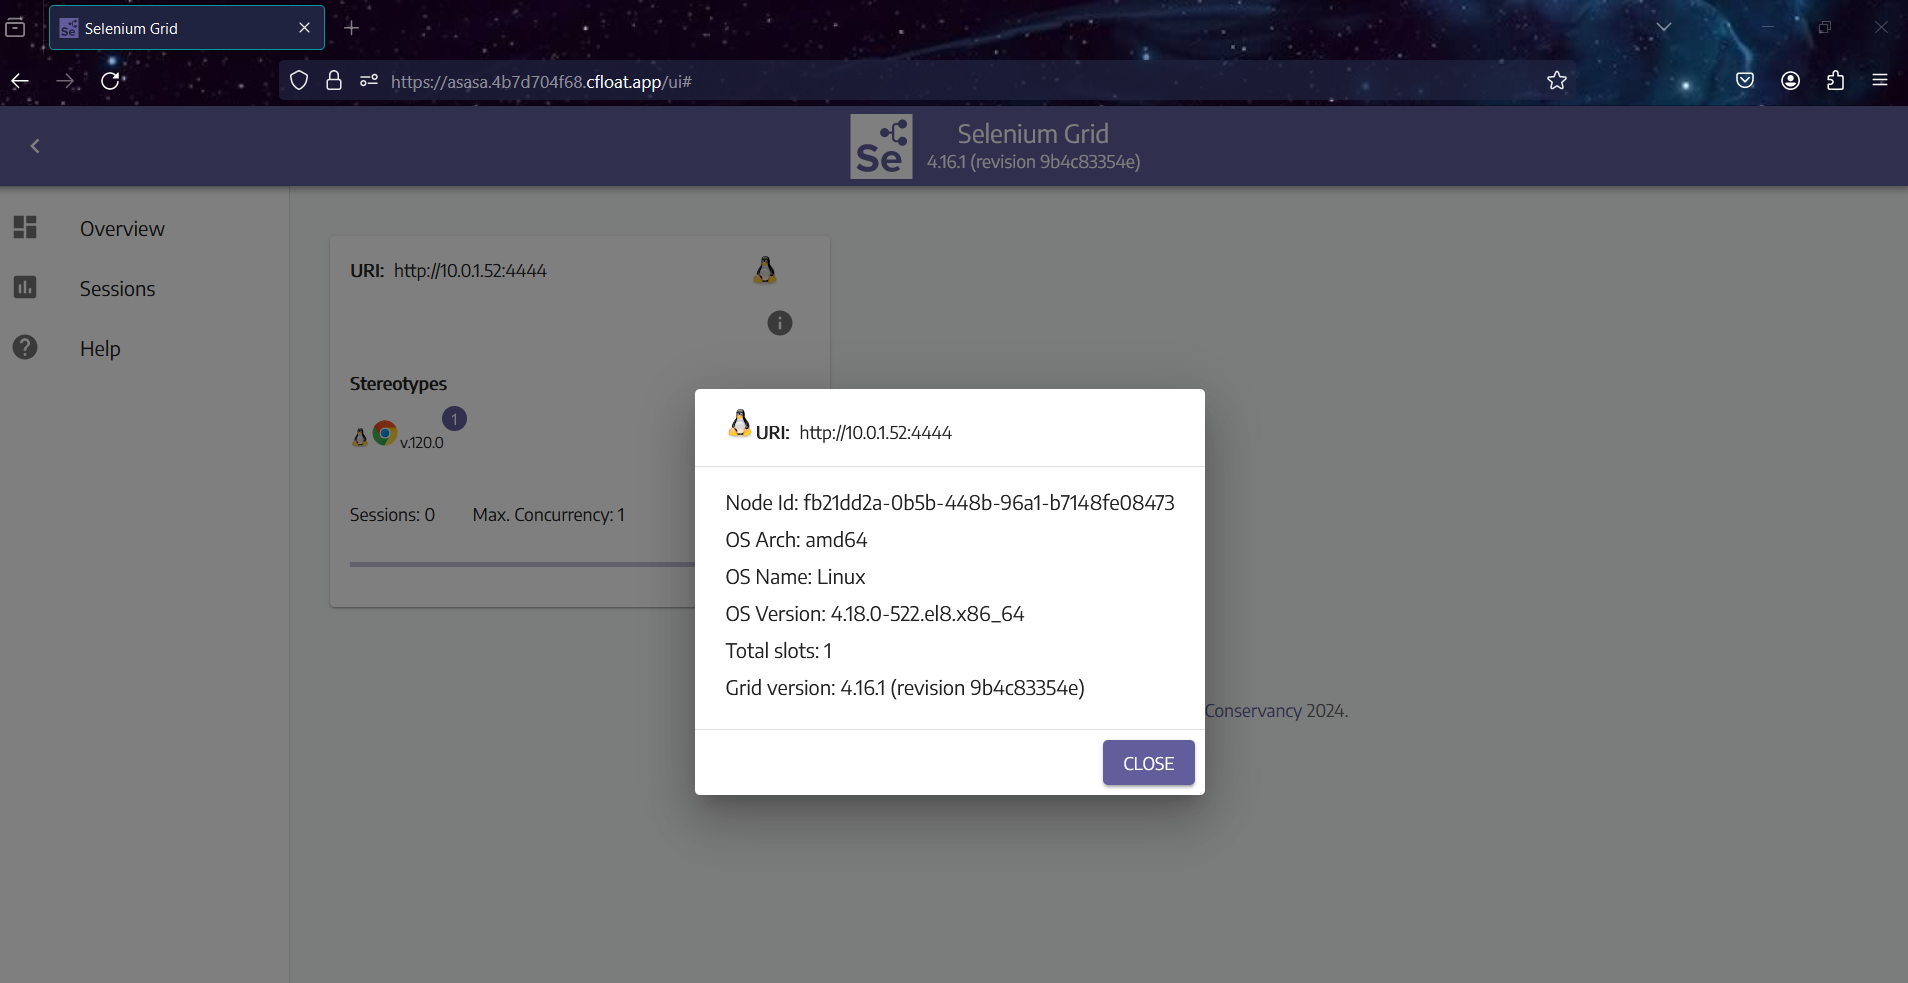 Selenium Grid
https://asasa.4b7d704f68.cfloat.app/ui#
Se
Selenium Grid
4.16.1 (revision 9b4c83354e)
Overview
Sessions
Help
URI: http://10.0.1.52:4444
Stereotypes
v.120.0
1
Sessions: 0 Max. Concurrency: 1
URI: http://10.0.1.52:4444
Node Id: fb21dd2a-0b5b-448b-96a1-b7148fe08473
OS Arch: amd64
OS Name: Linux
OS Version: 4.18.0-522.el8.x86_64
Total slots: 1
Grid version: 4.16.1 (revision 9b4c83354e)
Conservancy 2024.
CLOSE